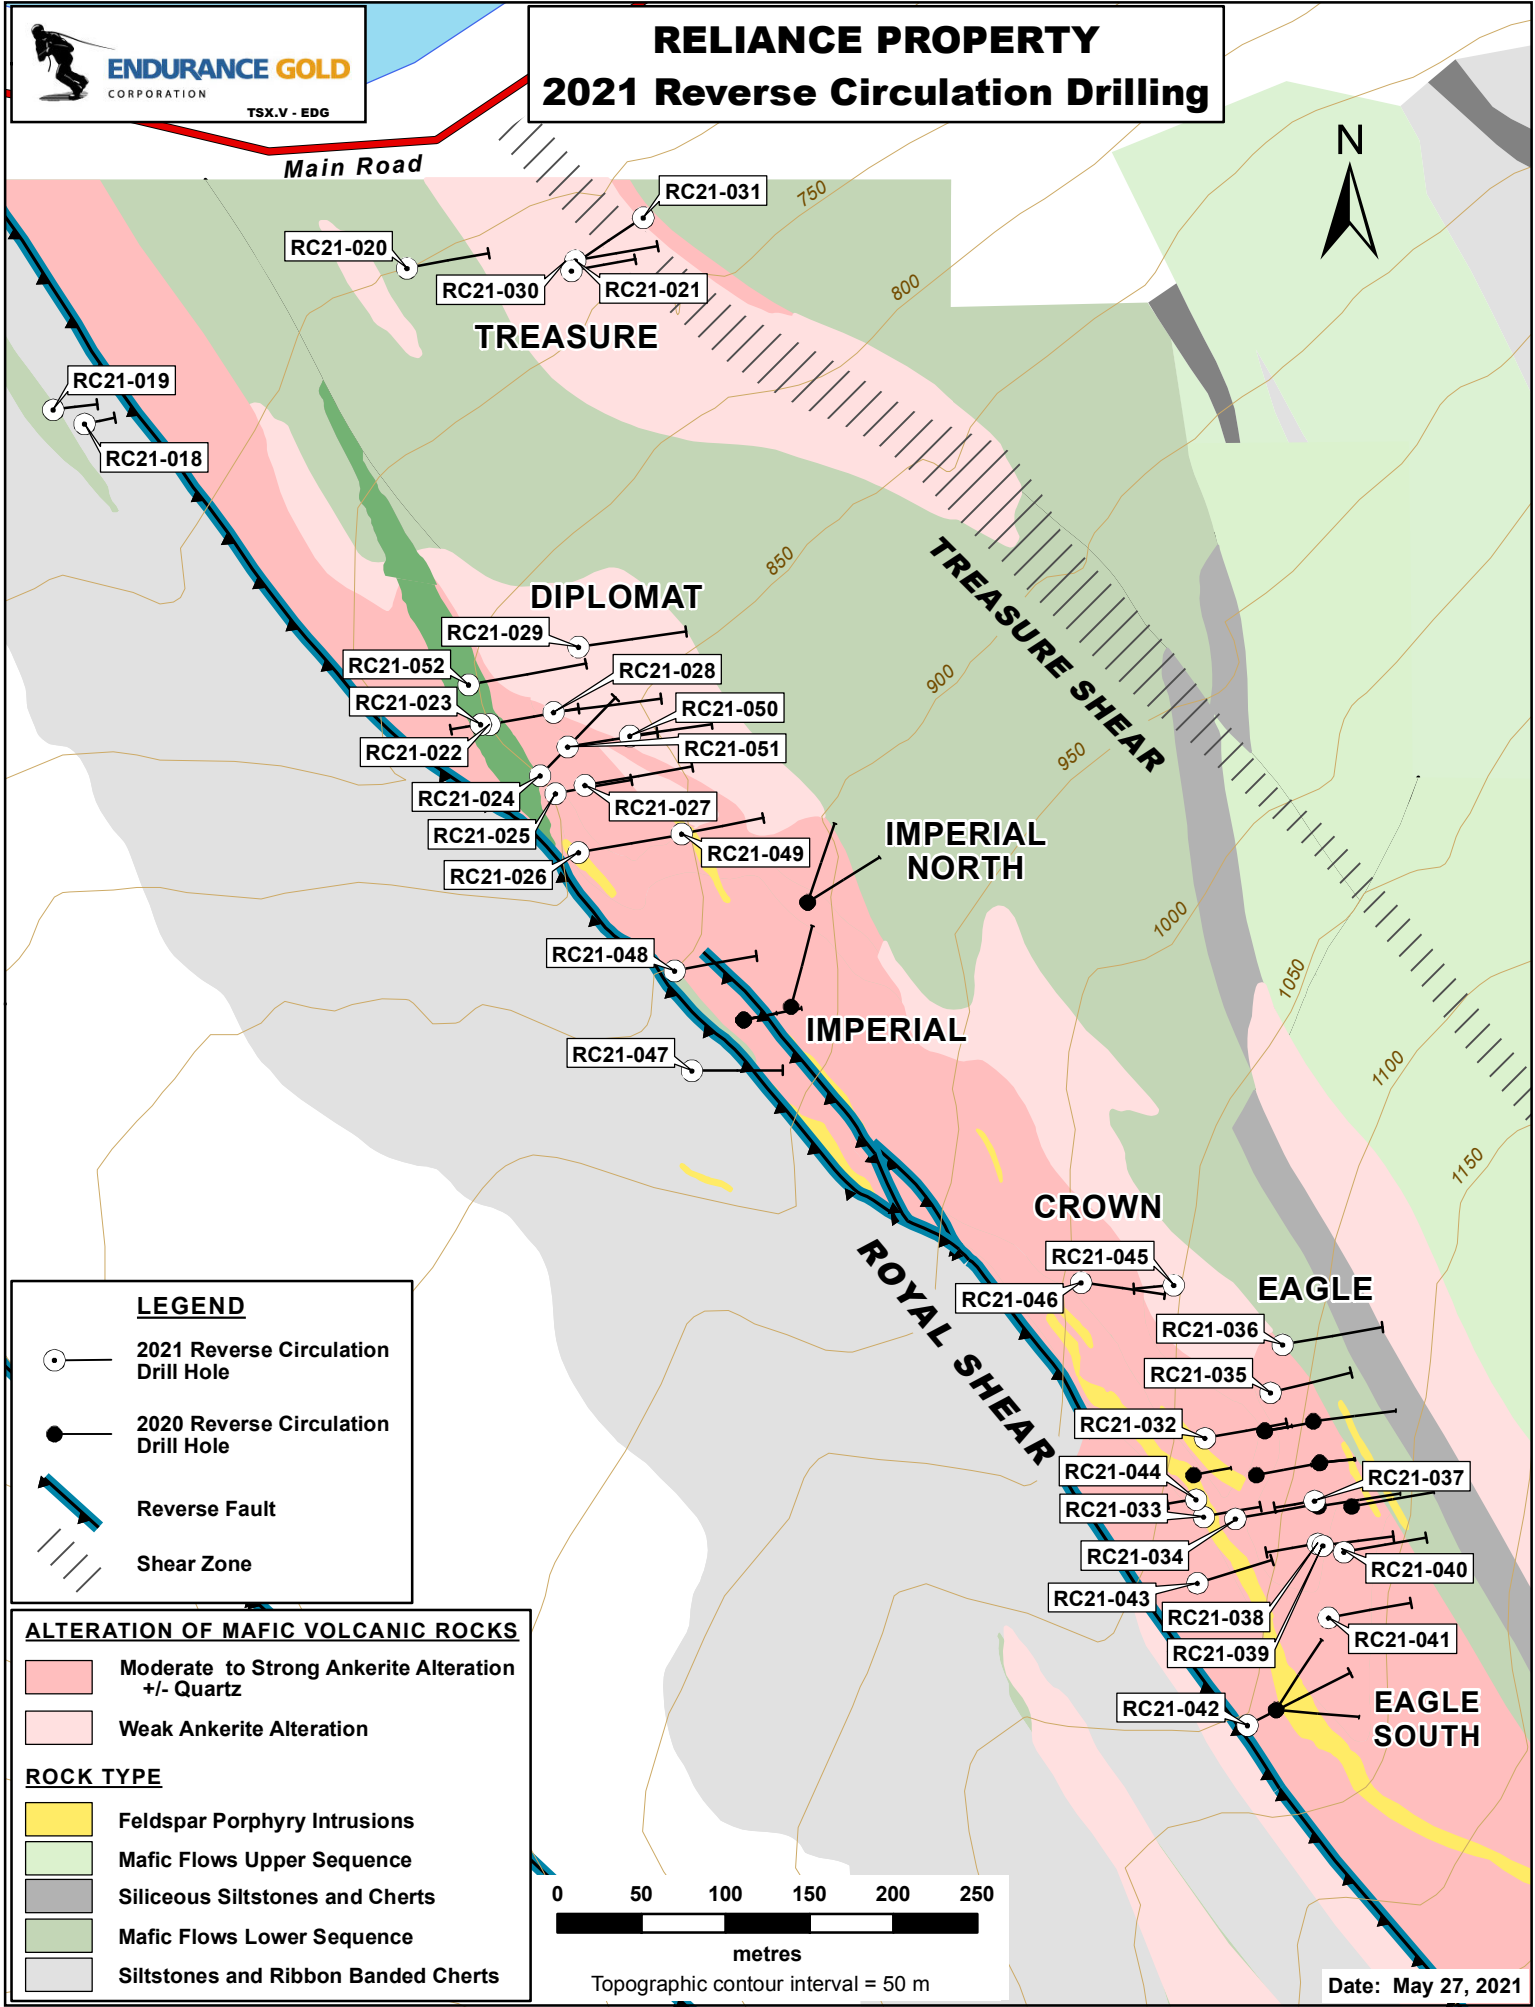 ENDURANCE GOLD
CORPORATION
TSX.V - EDG
RELIANCE PROPERTY
2021 Reverse Circulation Drilling
Main Road
N
750
RC21-031
RC21-020
RC21-030
RC21-021
800
TREASURE
RC21-019
RC21-018
850
TREASURE SHEAR
DIPLOMAT
RC21-029
RC21-052
RC21-028
900
RC21-023
RC21-050
RC21-022
RC21-051
950
RC21-024
RC21-027
RC21-025
IMPERIAL
NORTH
RC21-049
RC21-026
1000
RC21-048
1050
IMPERIAL
RC21-047
1100
1150
CROWN
ROYAL SHEAR
RC21-045
EAGLE
RC21-046
RC21-036
RC21-035
RC21-032
RC21-044
RC21-037
RC21-033
RC21-034
RC21-040
RC21-043
RC21-038
RC21-041
RC21-039
RC21-042
EAGLE
SOUTH
LEGEND
2021 Reverse Circulation
Drill Hole
2020 Reverse Circulation
Drill Hole
Reverse Fault
Shear Zone
ALTERATION OF MAFIC VOLCANIC ROCKS
Moderate to Strong Ankerite Alteration
+/- Quartz
Weak Ankerite Alteration
ROCK TYPE
Feldspar Porphyry Intrusions
Mafic Flows Upper Sequence
Siliceous Siltstones and Cherts
Mafic Flows Lower Sequence
Siltstones and Ribbon Banded Cherts
0 50 100 150 200 250
metres
Topographic contour interval = 50 m
Date: May 27, 2021